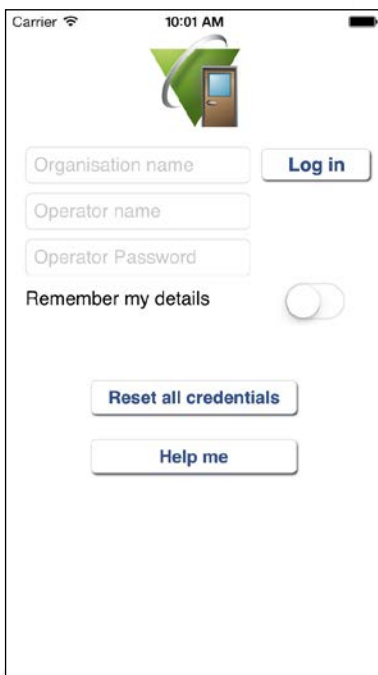 Carrier 10:01 AM
Organisation name Log in
Operator name
Operator Password
Remember my details
Reset all credentials
Help me